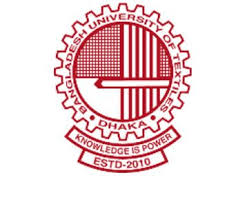 BANGLADESH UNIVERSITY OF TEXTILES
• DHAKA •
KNOWLEDGE IS POWER
ESTD-2010